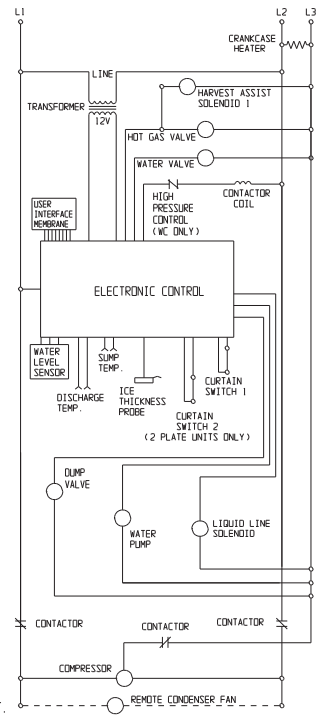 L1
L2
L3
CRANKCASE
HEATER
LINE
HARVEST ASSIST
SOLENOID 1
TRANSFORMER
12V
HOT GAS VALVE
WATER VALVE
USER
INTERFACE
MEMBRANE
HIGH
PRESSURE
CONTROL
(WC ONLY)
CONTACTOR
COIL
ELECTRONIC CONTROL
WATER
LEVEL
SENSOR
SUMP
TEMP.
DISCHARGE
TEMP.
ICE
THICKNESS
PROBE
CURTAIN
SWITCH 1
CURTAIN
SWITCH 2
(2 PLATE UNITS ONLY)
DUMP
VALVE
WATER
PUMP
LIQUID LINE
SOLENOID
CONTACTOR
CONTACTOR
CONTACTOR
COMPRESSOR
REMOTE CONDENSER FAN